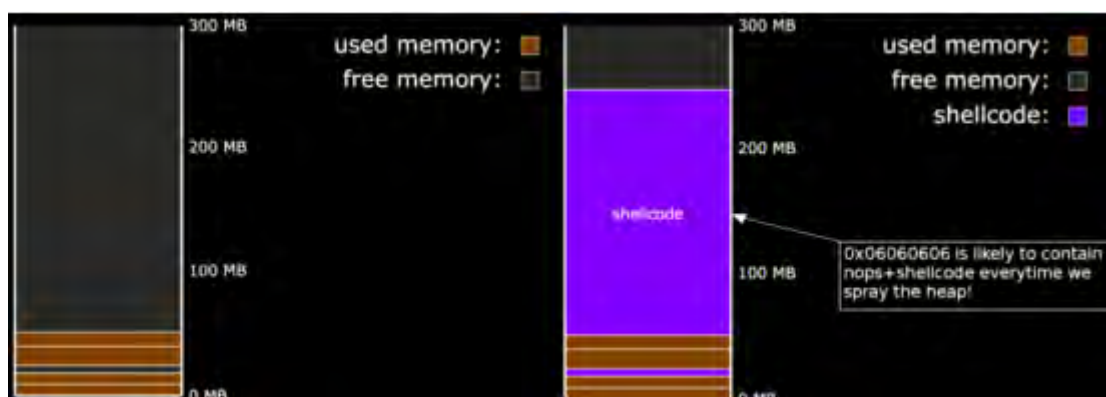 300 MB
used memory:
free memory:
200 MB
100 MB
0 MB
300 MB
used memory:
free memory:
shellcode:
200 MB
shellcode
0x06060606 is likely to contain
nops+shellcode everytime we
spray the heap!
100 MB
0 MB